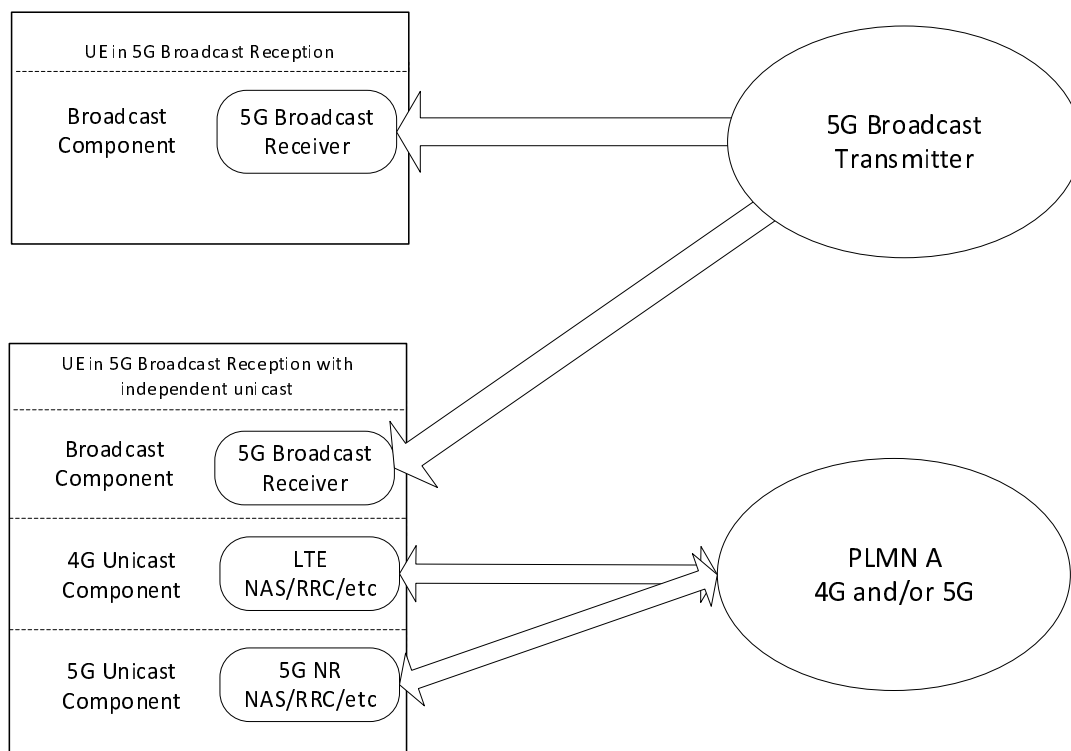 UE in 5G Broadcast Reception
Broadcast
Component
5G Broadcast
Receiver
5G Broadcast
Transmitter
UE in 5G Broadcast Reception with
independent unicast
Broadcast
Component
5G Broadcast
Receiver
4G Unicast
Component
LTE
NAS/RRC/etc
PLMN A
4G and/or 5G
5G Unicast
Component
5G NR
NAS/RRC/etc